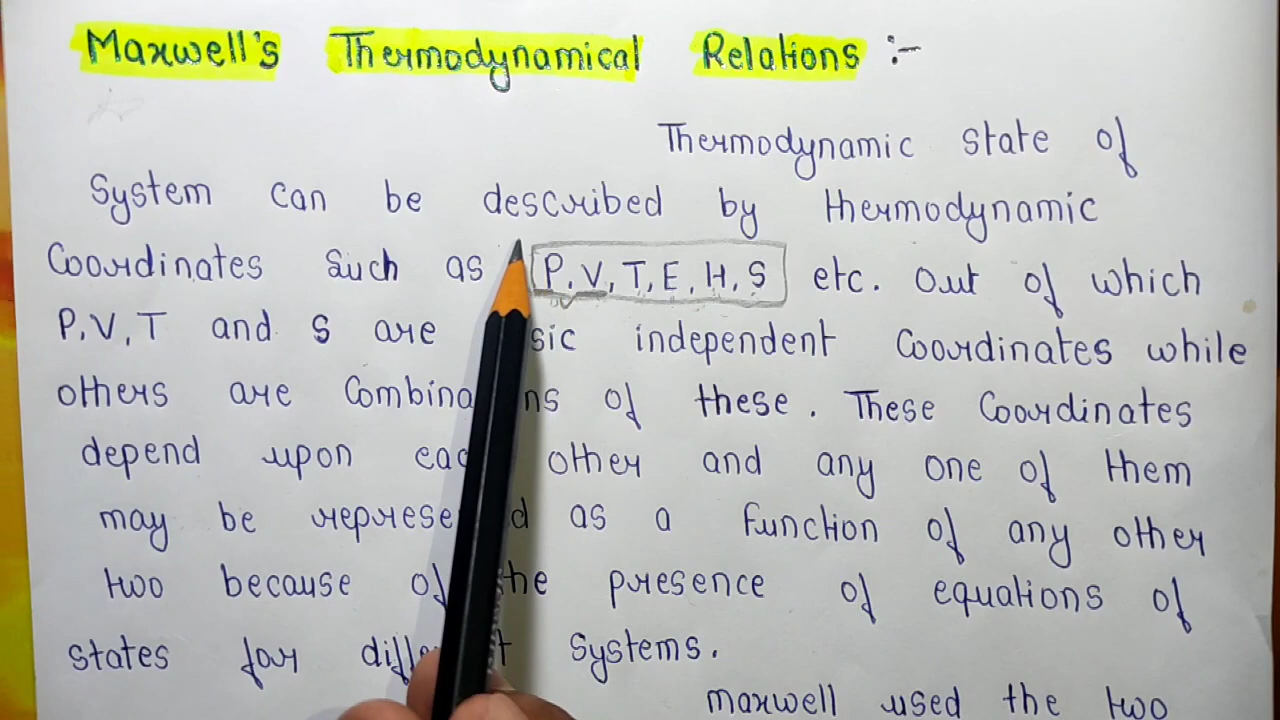 Maxwell's Thermodynamical Relations :-
Thermodynamic state of
System can be described by thermodynamic
Coordinates such as P, V, T, E, H, S etc. Out of which
P, V, T and S are independent Coordinates while
others are of these. These Coordinates
depend upon other and any one of them
may be as a function of any other
two because of presence of equations of
states for systems.
Maxwell used the two